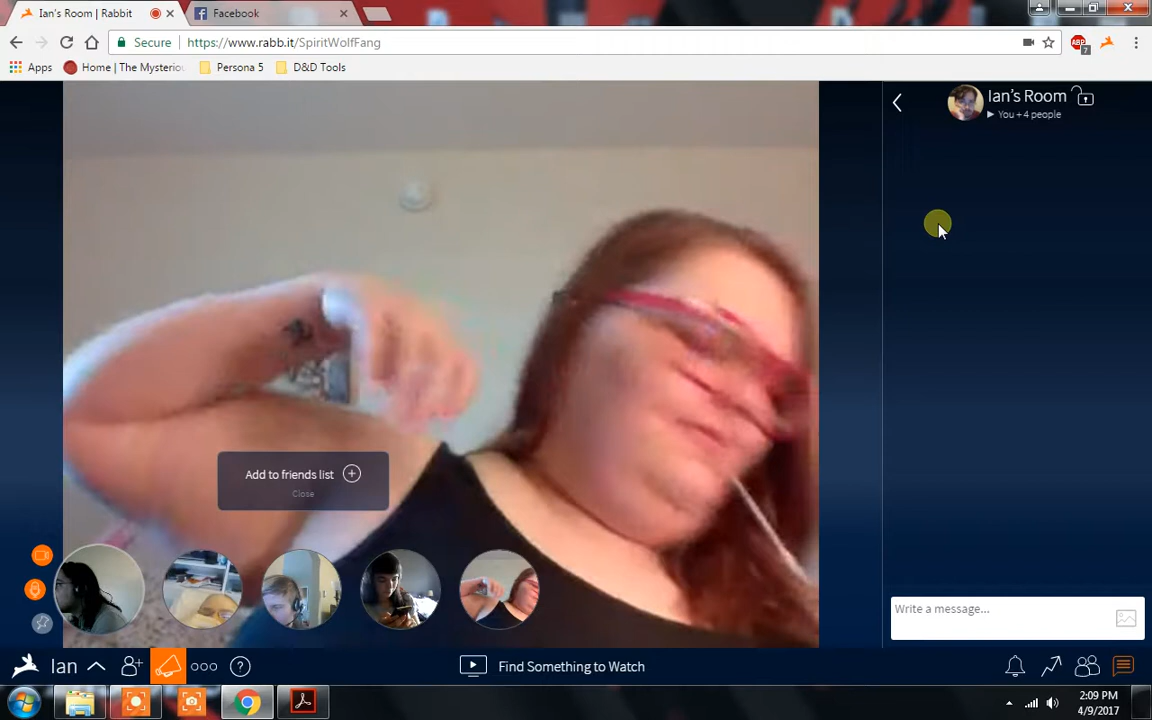 Ian's Room | Rabbit
Facebook
Secure
https://www.rabb.it/SpiritWolfFang
ABP
7
Apps
Home | The Mysteriou
Persona 5
D&D Tools
Ian's Room
You + 4 people
Add to friends list
Close
Write a message...
Ian
Find Something to Watch
2:09 PM
4/9/2017